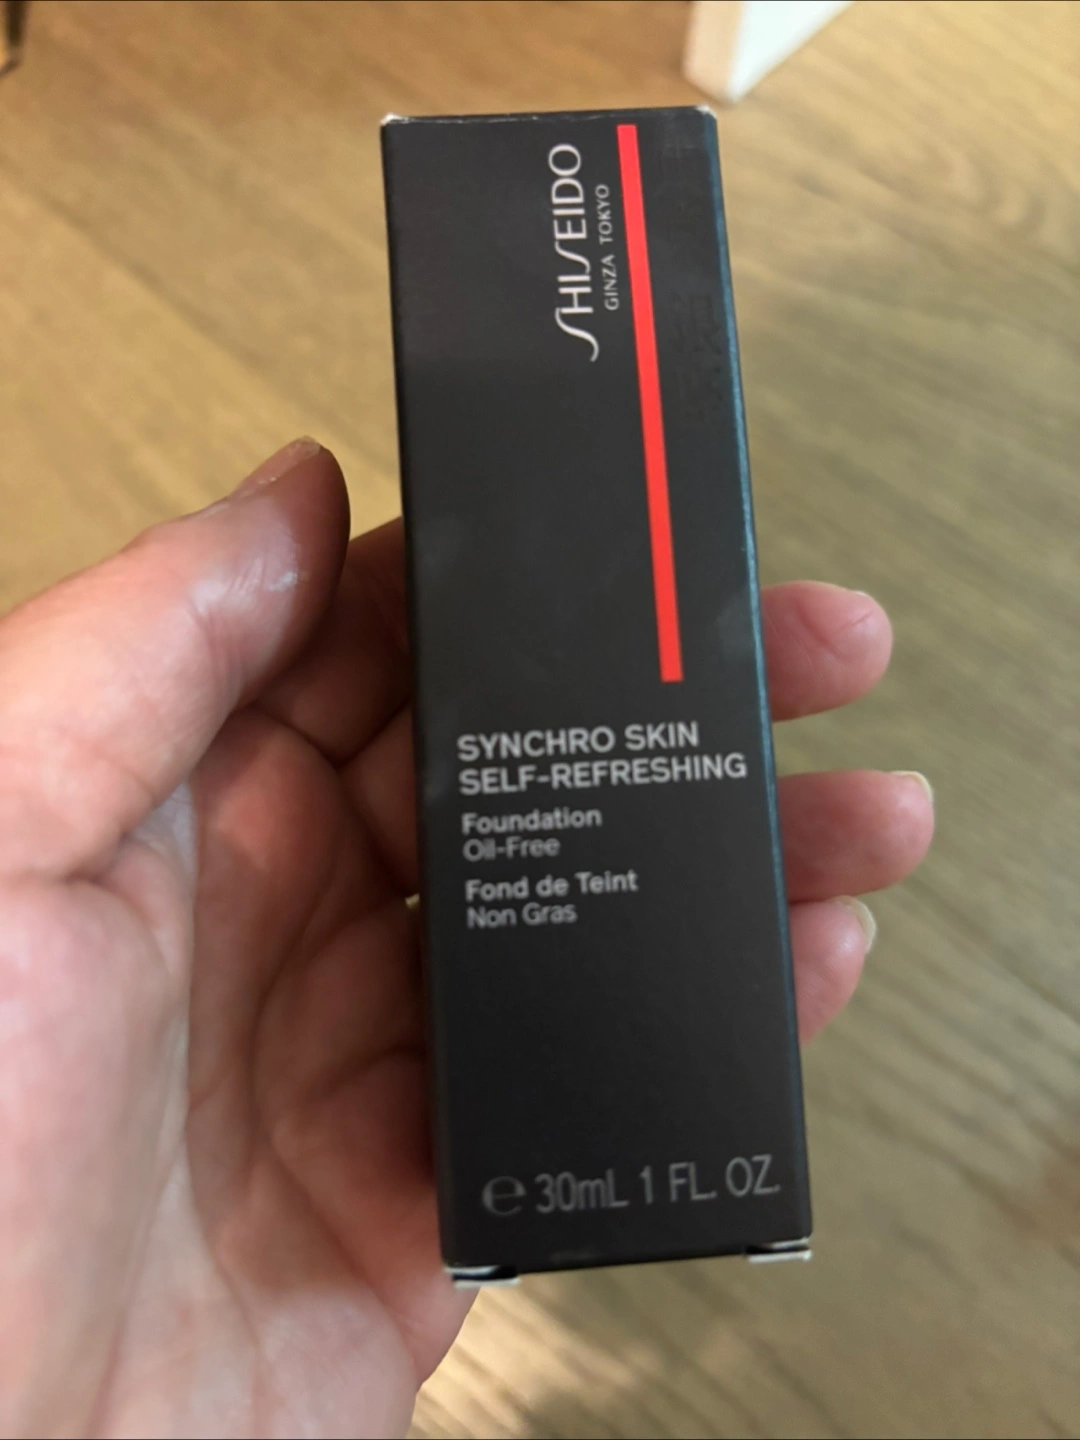 SHISEIDO
GINZA TOKYO
SYNCHRO SKIN
SELF-REFRESHING
Foundation
Oil-Free
Fond de Teint
Non Gras
℮ 30mL 1 FL. OZ.